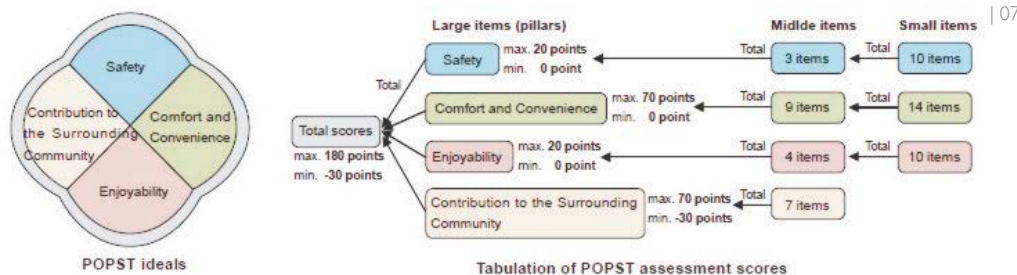 | 07
Safety
Contribution to
the Surrounding
Community
Comfort and
Convenience
Enjoyability
POPST ideals
Large items (pillars)
Midlde items
Small items
Safety
max. 20 points
min. 0 point
Total
3 items
Total
10 items
Total
Comfort and Convenience
max. 70 points
min. 0 point
Total
9 items
Total
14 items
Total scores
max. 180 points
min. -30 points
Enjoyability
max. 20 points
min. 0 point
Total
4 items
Total
10 items
Contribution to the Surrounding
Community
max. 70 points
min. -30 points
Total
7 items
Tabulation of POPST assessment scores